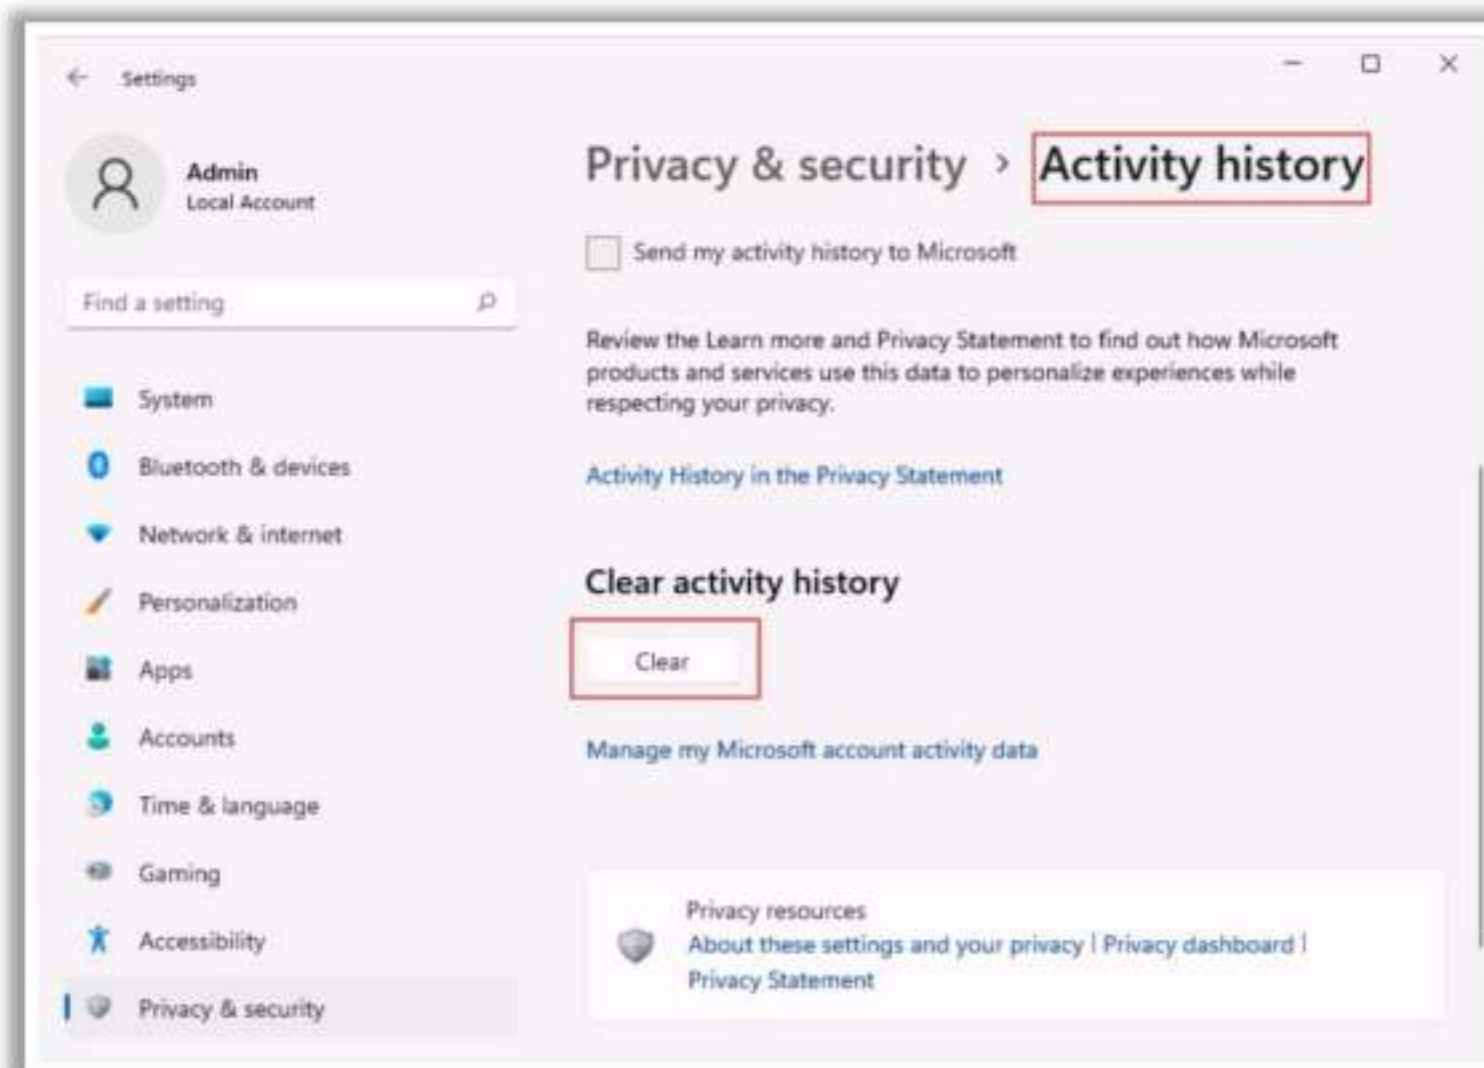 Settings
Admin
Local Account
Find a setting
System
Bluetooth & devices
Network & internet
Personalization
Apps
Accounts
Time & language
Gaming
Accessibility
Privacy & security
Privacy & security > Activity history
Send my activity history to Microsoft
Review the Learn more and Privacy Statement to find out how Microsoft
products and services use this data to personalize experiences while
respecting your privacy.
Activity History in the Privacy Statement
Clear activity history
Clear
Manage my Microsoft account activity data
Privacy resources
About these settings and your privacy | Privacy dashboard |
Privacy Statement